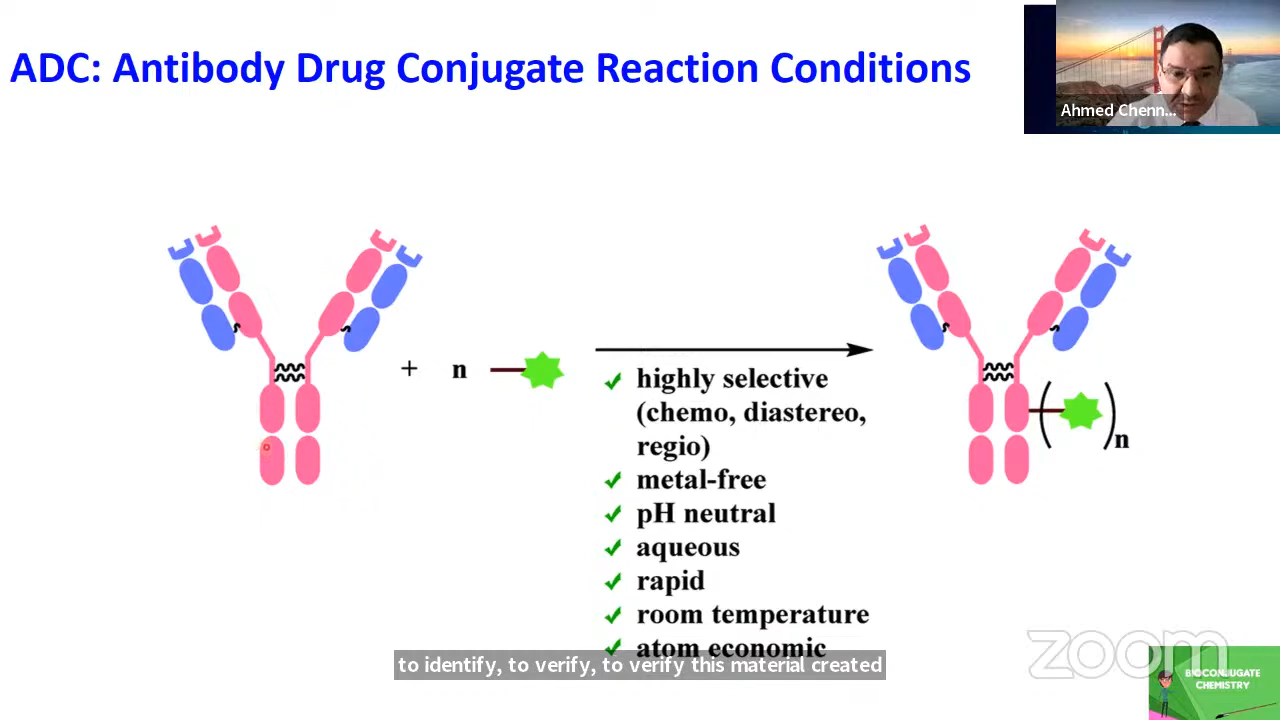 ADC: Antibody Drug Conjugate Reaction Conditions
Ahmed Chenn...
+ n
highly selective
(chemo, diastereo,
regio)
metal-free
pH neutral
aqueous
rapid
room temperature
atom economic
n
to identify, to verify, to verify this material created
zoom
BIOCONJUGATE
CHEMISTRY